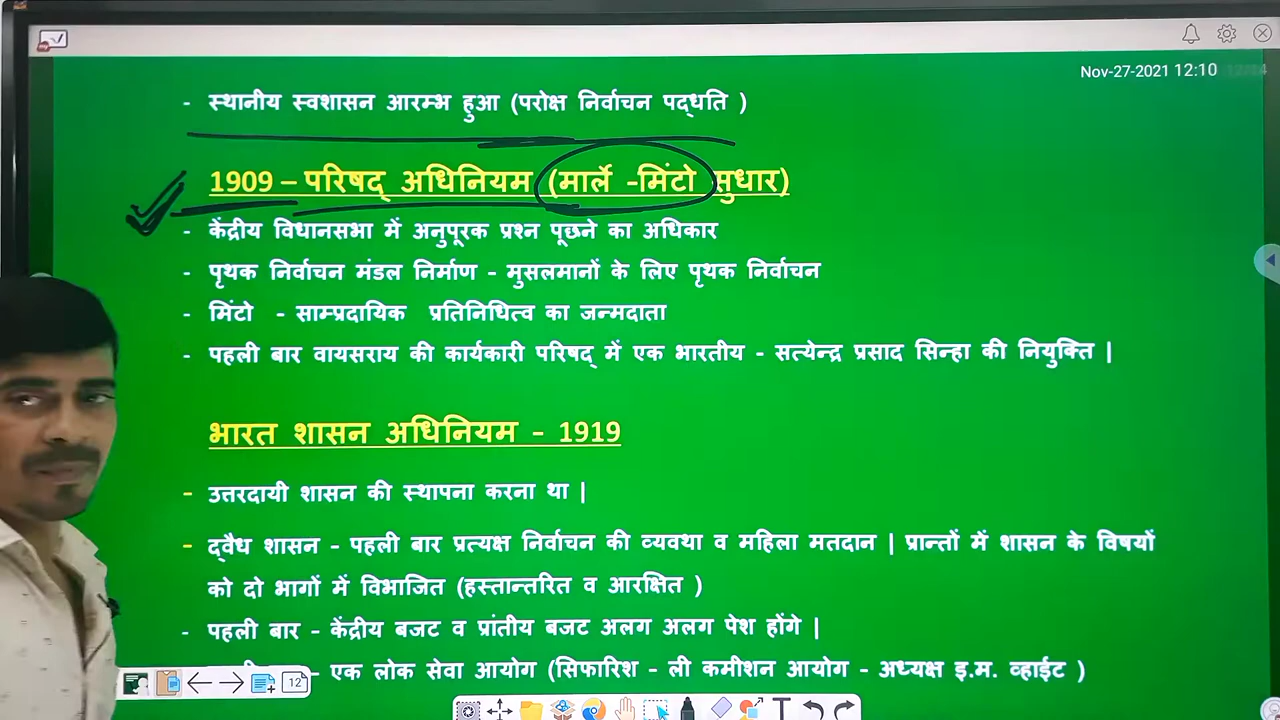 Nov-27-2021 12:10
- स्थानीय स्वशासन आरम्भ हुआ (परोक्ष निर्वाचन पद्धति )
1909 – परिषद् अधिनियम (मार्ले -मिंटो सुधार)
- केंद्रीय विधानसभा में अनुपूरक प्रश्न पूछने का अधिकार
- पृथक निर्वाचन मंडल निर्माण - मुसलमानों के लिए पृथक निर्वाचन
- मिंटो - साम्प्रदायिक प्रतिनिधित्व का जन्मदाता
- पहली बार वायसराय की कार्यकारी परिषद् में एक भारतीय - सत्येन्द्र प्रसाद सिन्हा की नियुक्ति |
भारत शासन अधिनियम - 1919
- उत्तरदायी शासन की स्थापना करना था |
- द्वैध शासन - पहली बार प्रत्यक्ष निर्वाचन की व्यवथा व महिला मतदान | प्रान्तों में शासन के विषयों
को दो भागों में विभाजित (हस्तान्तरित व आरक्षित )
- पहली बार - केंद्रीय बजट व प्रांतीय बजट अलग अलग पेश होंगे |
- एक लोक सेवा आयोग (सिफारिश - ली कमीशन आयोग - अध्यक्ष इ.म. व्हाईट )
12